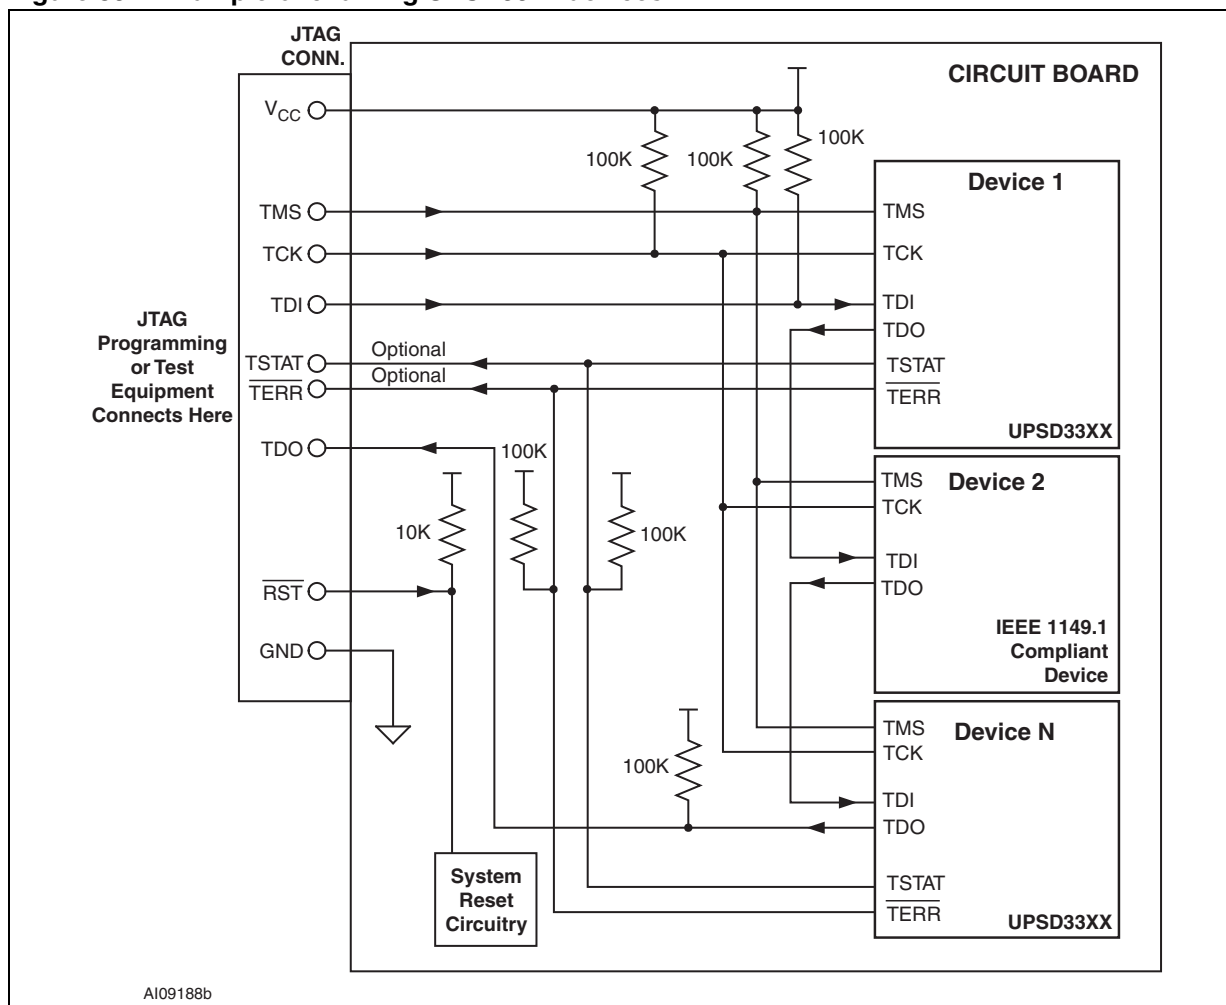 JTAG
CONN.
CIRCUIT BOARD
VCC
100K
100K
100K
Device 1
TMS
TMS
TCK
TCK
TDI
TDI
TDO
JTAG
Programming
or Test
Equipment
Connects Here
TSTAT
Optional
TSTAT
TERR
Optional
TERR
UPSD33XX
TDO
100K
10K
100K
TMS
Device 2
TCK
TDI
TDO
RST
IEEE 1149.1
Compliant
Device
GND
TMS
Device N
TCK
100K
TDI
TDO
System
Reset
Circuitry
TSTAT
TERR
UPSD33XX
AI09188b